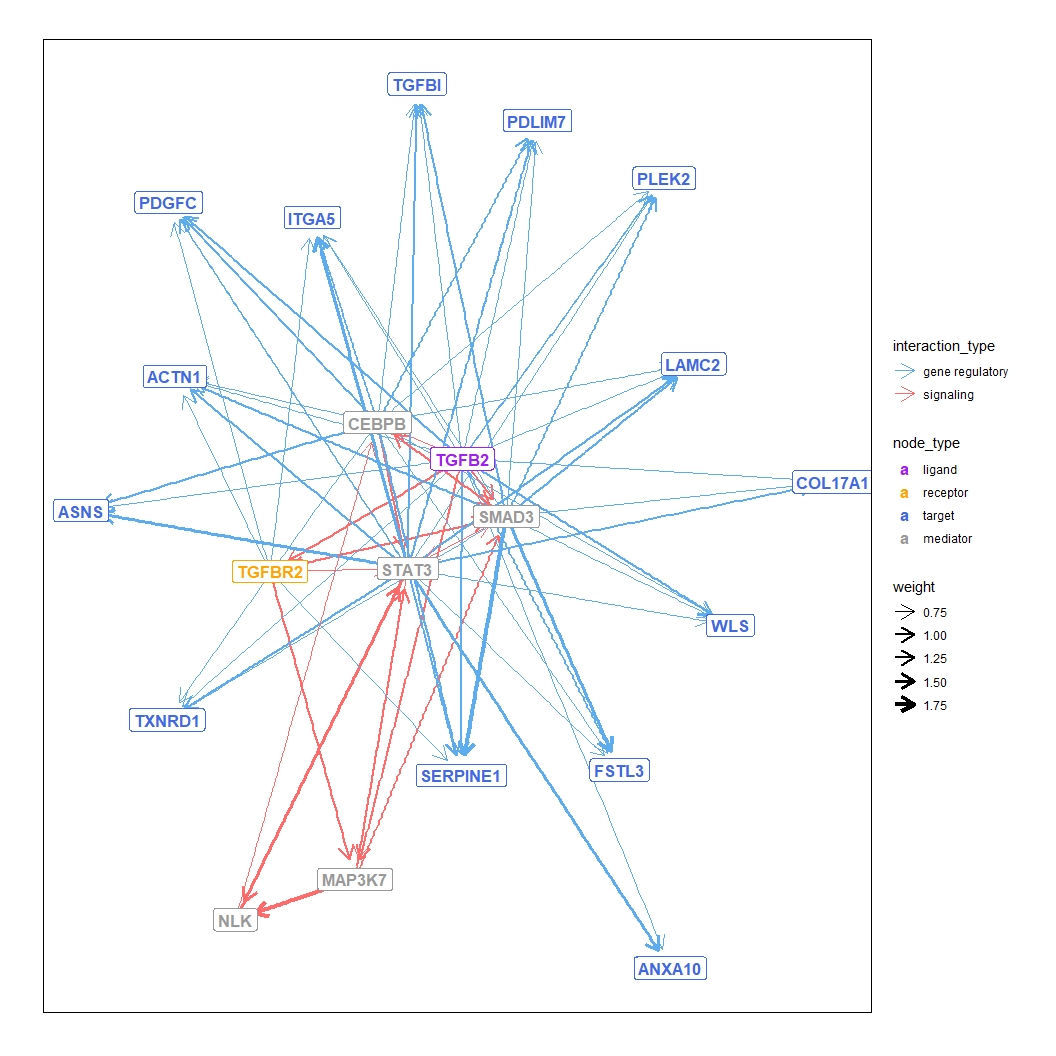 TGFBI
PDLIM7
PLEK2
PDGFC
ITGA5
ACTN1
LAMC2
CEBPB
TGFB2
COL17A1
ASNS
SMAD3
TGFBR2
STAT3
WLS
TXNRD1
SERPINE1
FSTL3
MAP3K7
NLK
ANXA10
interaction_type
gene regulatory
signaling
node_type
a ligand
a receptor
a target
a mediator
weight
0.75
1.00
1.25
1.50
1.75